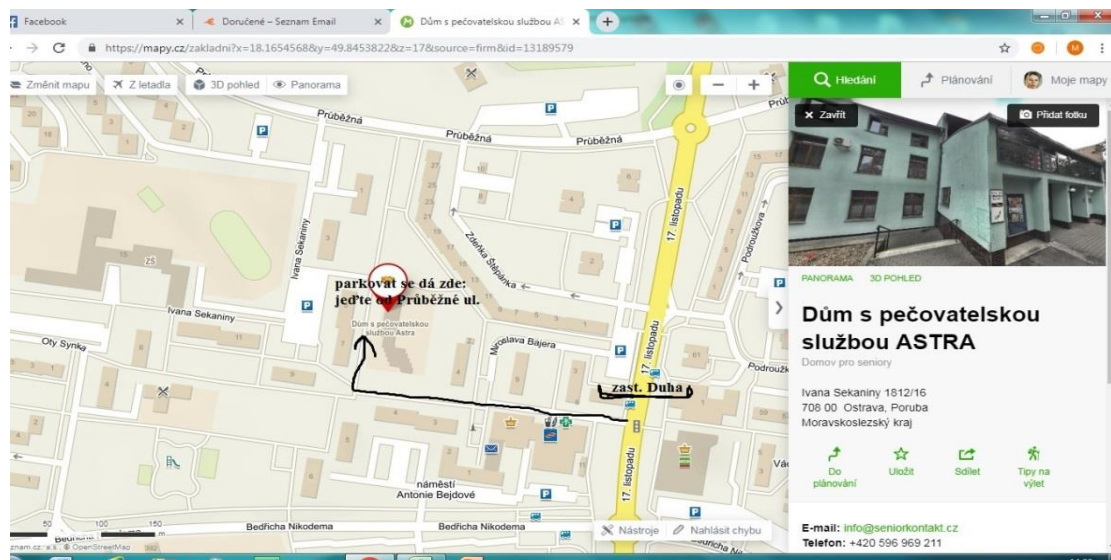 Facebook
Doručené – Seznam Email
Dům s pečovatelskou službou AS
https://mapy.cz/zakladni?x=18.1654568&y=49.8453822&z=17&source=firm&id=13189579
Změnit mapu
Z letadla
3D pohled
Panorama
Hledání
Plánování
Moje mapy
Zavřít
Přidat fotku
Průběžná
Průběžná
Průběžná
17. listopadu
Podroužkova
Ivana Sekaniny
Zdeňka Štěpánka
ZŠ
parkovat se dá zde:
jeďte od Průběžné ul.
Ivana Sekaniny
Dům s pečovatelskou
službou Astra
Oty Synka
Miroslava Bajera
17. listopadu
zast. Duha
náměstí
Antonie Bejdové
17. listopadu
Bedřicha Nikodema
Bedřicha Nikodema
50 100 150
m
© OpenStreetMap
Nástroje
Nahlásit chybu
PANORAMA 3D POHLED
Dům s pečovatelskou
službou ASTRA
Domov pro seniory
Ivana Sekaniny 1812/16
708 00 Ostrava, Poruba
Moravskoslezský kraj
Do
plánování
Uložit
Sdílet
Tipy na
výlet
E-mail: info@seniorkontakt.cz
Telefon: +420 596 969 211